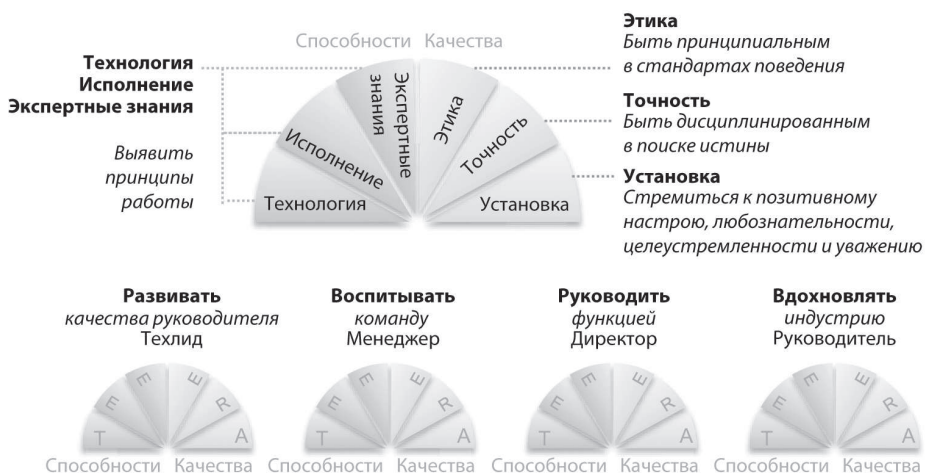 Способности Качества
Технология
Исполнение
Экспертные знания
Выявить
принципы
работы
Технология
Исполнение
Экспертные
знания
Этика
Точность
Установка
Этика
Быть принципиальным
в стандартах поведения
Точность
Быть дисциплинированным
в поиске истины
Установка
Стремиться к позитивному
настрою, любознательности,
целеустремленности и уважению
Развивать
качества руководителя
Техлид
T E E E R A
Способности Качества
Воспитывать
команду
Менеджер
T E E E R A
Способности Качества
Руководить
функцией
Директор
T E E E R A
Способности Качества
Вдохновлять
индустрию
Руководитель
T E E E R A
Способности Качества